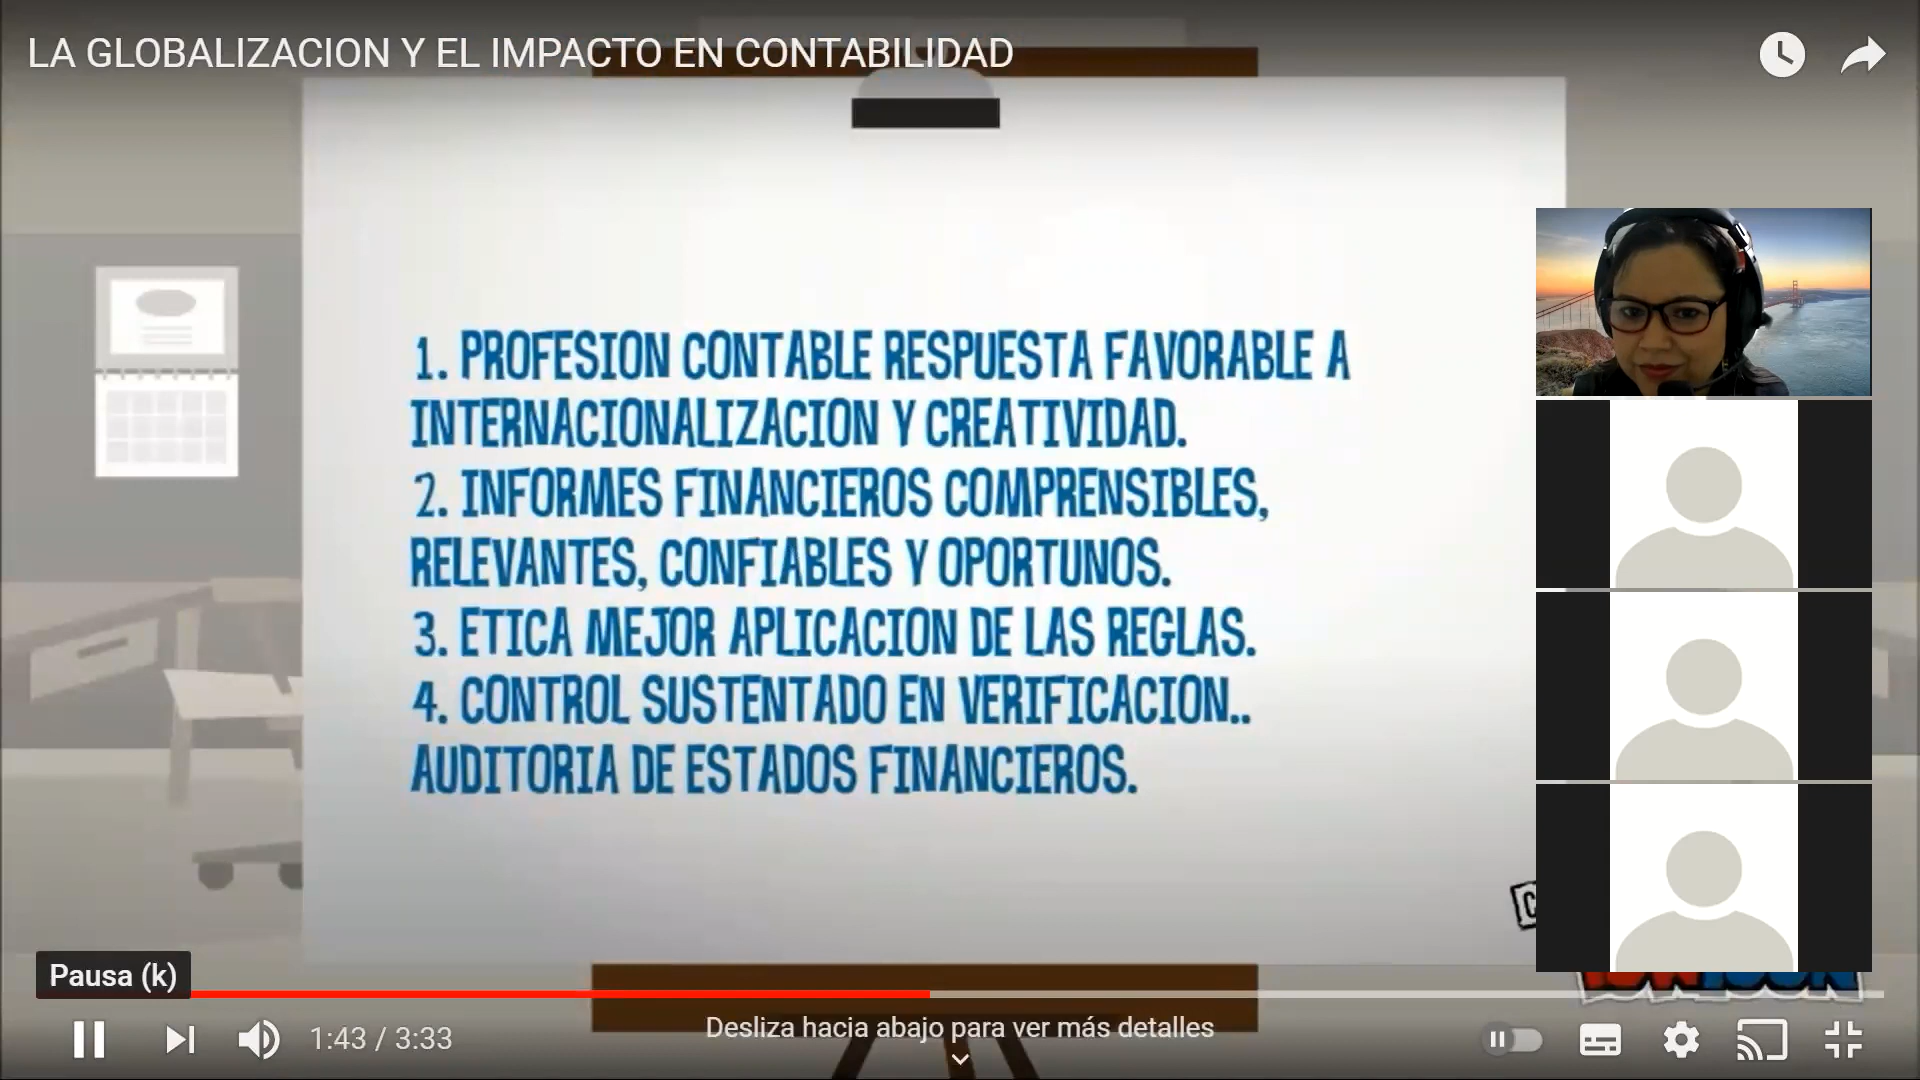 LA GLOBALIZACION Y EL IMPACTO EN CONTABILIDAD
1. PROFESION CONTABLE RESPUESTA FAVORABLE A
INTERNACIONALIZACION Y CREATIVIDAD.
2. INFORMES FINANCIEROS COMPRENSIBLES,
RELEVANTES, CONFIABLES Y OPORTUNOS.
3. ETICA MEJOR APLICACION DE LAS REGLAS.
4. CONTROL SUSTENTADO EN VERIFICACION..
AUDITORIA DE ESTADOS FINANCIEROS.
Pausa (k)
1:43 / 3:33
Desliza hacia abajo para ver más detalles